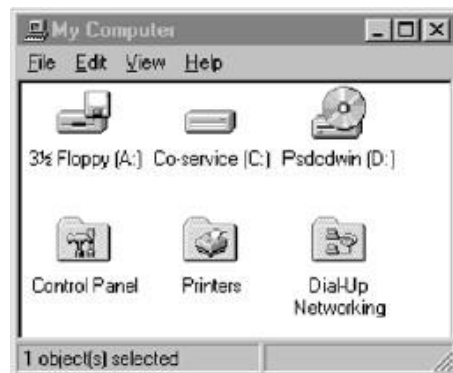 My Computer
File Edit View Help
3½ Floppy (A:) Co-service (C:) Psdcdwin (D:)
Control Panel Printers Dial-Up
Networking
1 object(s) selected